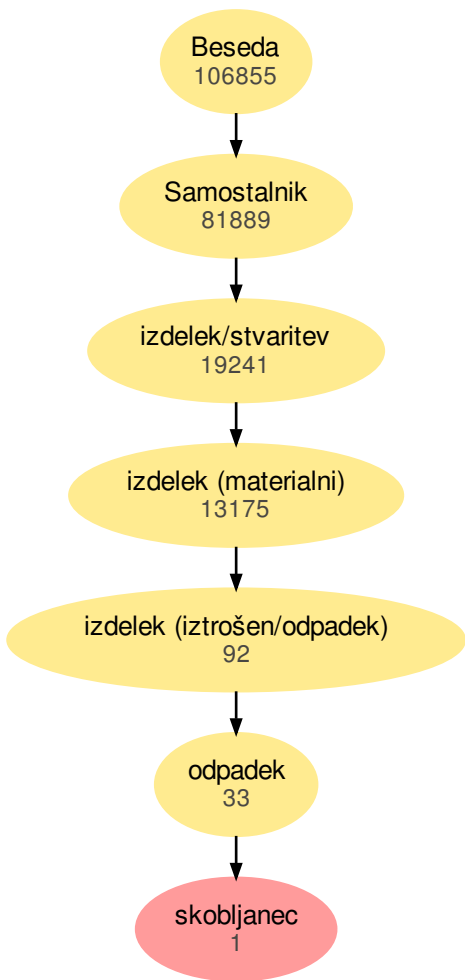 Beseda
106855
Samostalnik
81889
izdelek/stvaritev
19241
izdelek (materialni)
13175
izdelek (iztrošen/odpadek)
92
odpadek
33
skobljanec
1